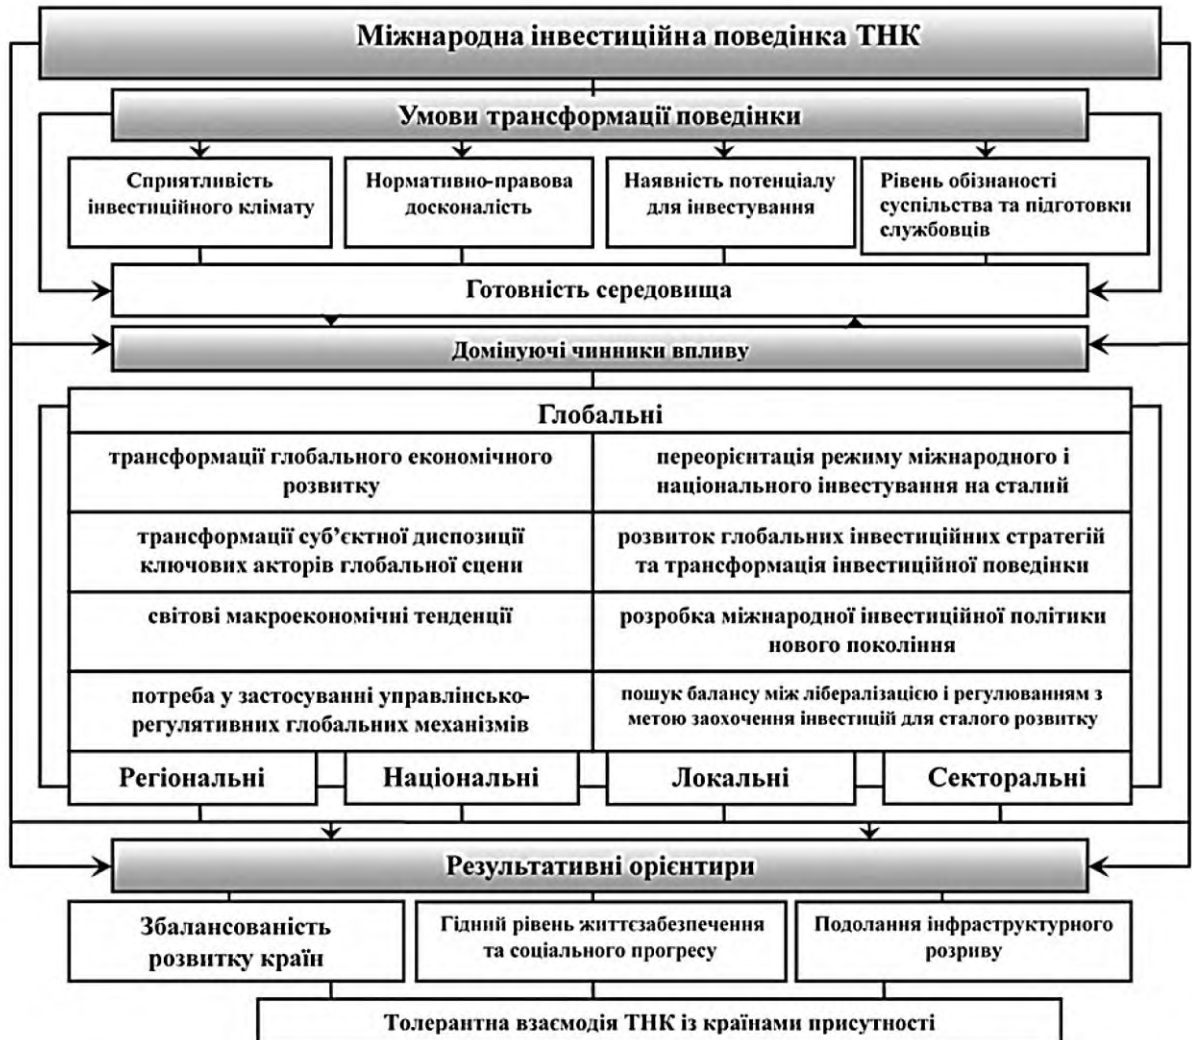 Міжнародна інвестиційна поведінка ТНК
Умови трансформації поведінки
Сприятливість
інвестиційного клімату
Нормативно-правова
досконалість
Наявність потенціалу
для інвестування
Рівень обізнаності
суспільства та підготовки
службовців
Готовність середовища
Домінуючі чинники впливу
Глобальні
трансформації глобального економічного
розвитку
переорієнтація режиму міжнародного і
національного інвестування на сталий
трансформації суб’єктної диспозиції
ключових акторів глобальної сцени
розвиток глобальних інвестиційних стратегій
та трансформація інвестиційної поведінки
світові макроекономічні тенденції
розробка міжнародної інвестиційної політики
нового покоління
потреба у застосуванні управлінсько-
регулятивних глобальних механізмів
пошук балансу між лібералізацією і регулюванням з
метою заохочення інвестицій для сталого розвитку
Регіональні
Національні
Локальні
Секторальні
Результативні орієнтири
Збалансованість
розвитку країн
Гідний рівень життєзабезпечення
та соціального прогресу
Подолання інфраструктурного
розриву
Толерантна взаємодія ТНК із країнами присутності